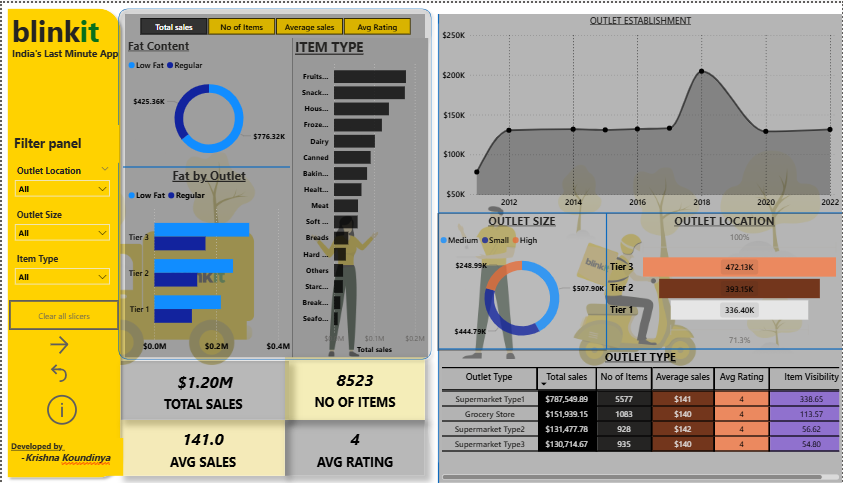 blinkit
India's Last Minute App
Filter panel
Outlet Location
All
Outlet Size
All
Item Type
All
Clear all slicers
Developed by
- Krishna Koundinya
Total sales
No of Items
Average sales
Avg Rating
Fat Content
Low Fat Regular
$425.36K
$776.32K
Fat by Outlet
Low Fat Regular
Tier 3
Tier 2
Tier 1
$0.0M $0.2M $0.4M
ITEM TYPE
Fruits...
Snack...
Hous...
Froze...
Dairy
Canned
Bakin...
Healt...
Meat
Soft ...
Breads
Hard ...
Others
Starc...
Break...
Seafo...
$0.1M $0.2M
Total sales
$1.20M
TOTAL SALES
8523
NO OF ITEMS
141.0
AVG SALES
4
AVG RATING
OUTLET ESTABLISHMENT
$250K
$200K
$150K
$100K
$50K
2012 2014 2016 2018 2020 2022
OUTLET SIZE
Medium Small High
$248.99K
$507.90K
$444.79K
OUTLET LOCATION
100%
Tier 3 472.13K
Tier 2 393.15K
Tier 1 336.40K
71.3%
OUTLET TYPE
Outlet Type Total sales No of Items Average sales Avg Rating Item Visibility
Supermarket Type1 $787,549.89 5577 $141 4 338.65
Grocery Store $151,939.15 1083 $140 4 113.57
Supermarket Type2 $131,477.78 928 $142 4 56.62
Supermarket Type3 $130,714.67 935 $140 4 54.80